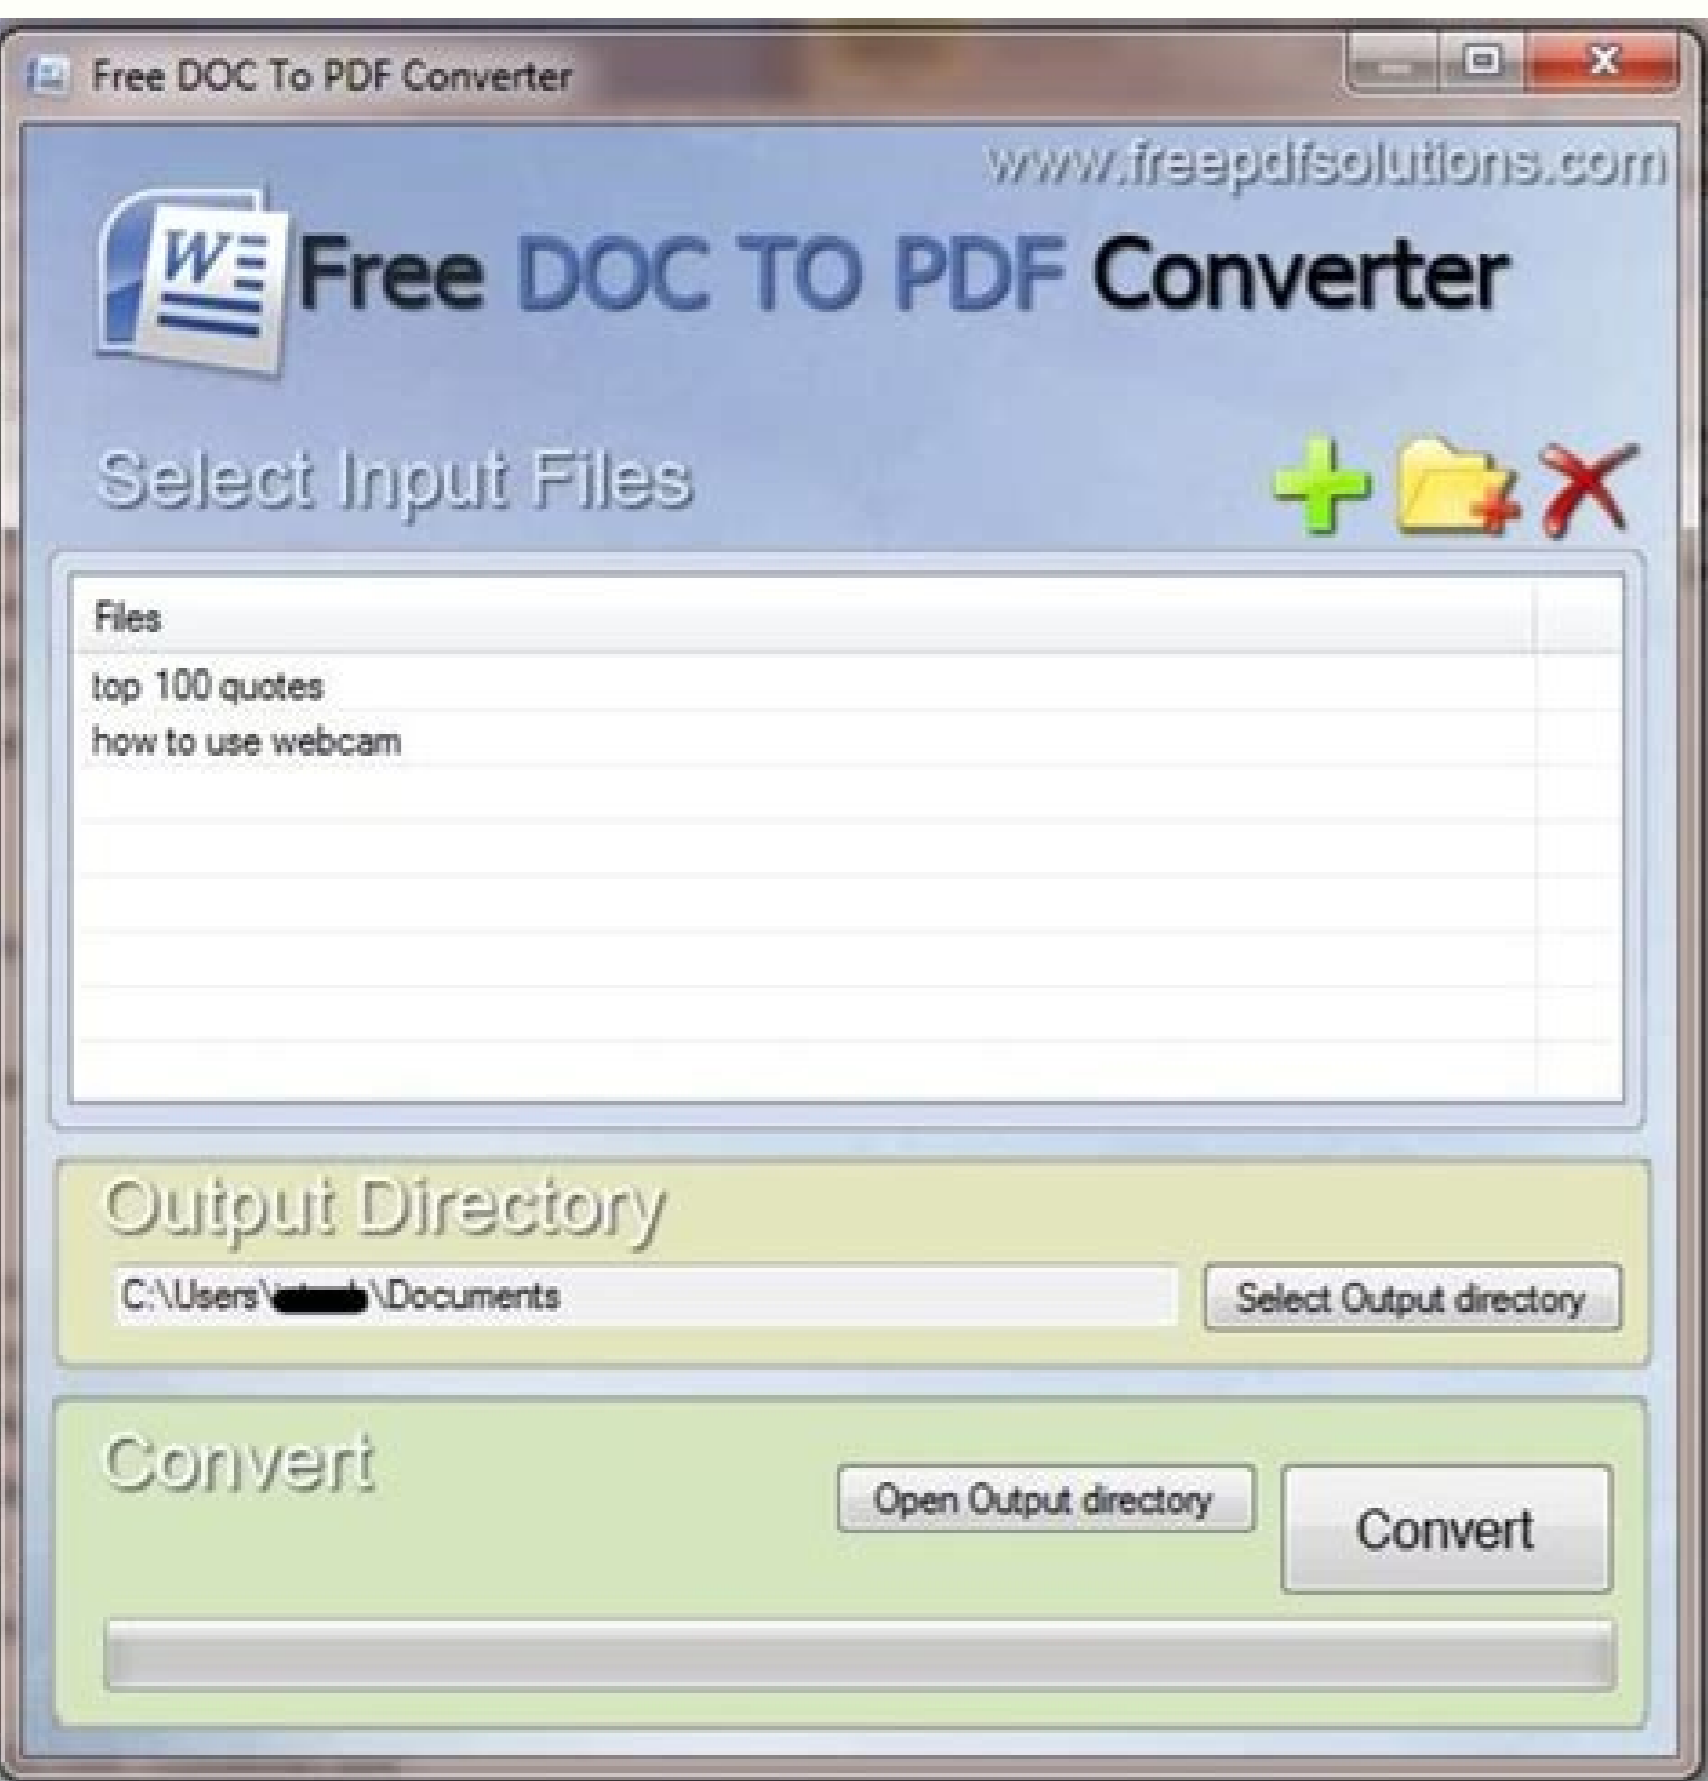 Free DOC To PDF Converter
www.freepdfsolutions.com
W
Free DOC TO PDF Converter
Select Input Files
Files
top 100 quotes
how to use webcam
Output Directory
C:\Users\ \Documents
Select Output directory
Convert
Open Output directory
Convert